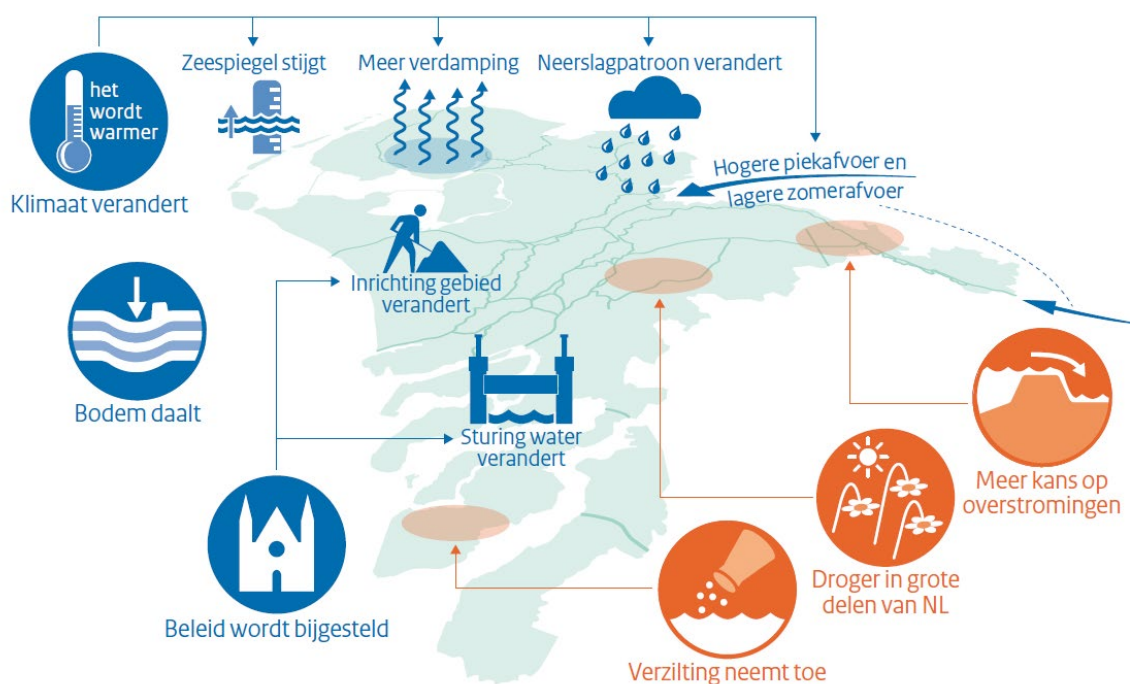 het
wordt
warmer
Klimaat verandert
Zeespiegel stijgt
Meer verdamping
Neerslagpatroon verandert
Hogere piekafvoer en
lagere zomerafvoer
Inrichting gebied
verandert
Bodem daalt
Sturing water
verandert
Beleid wordt bijgesteld
Meer kans op
overstromingen
Droger in grote
delen van NL
Verzilting neemt toe